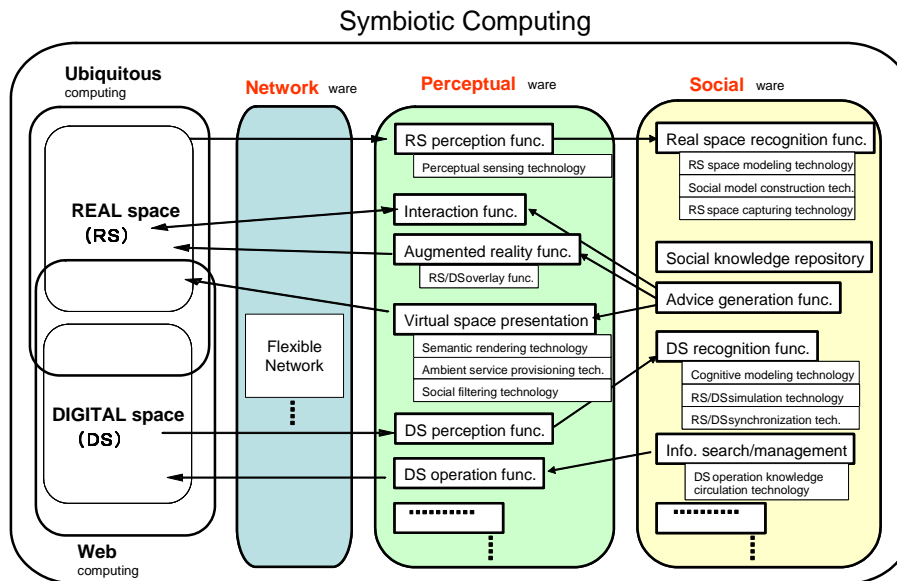 Symbiotic Computing
Ubiquitous
computing
REAL space
(RS)
DIGITAL space
(DS)
Web
computing
Network ware
Flexible
Network
Perceptual ware
RS perception func.
Perceptual sensing technology
Interaction func.
Augmented reality func.
RS/DSoverlay func.
Virtual space presentation
Semantic rendering technology
Ambient service provisioning tech.
Social filtering technology
DS perception func.
DS operation func.
Social ware
Real space recognition func.
RS space modeling technology
Social model construction tech.
RS space capturing technology
Social knowledge repository
Advice generation func.
DS recognition func.
Cognitive modeling technology
RS/DSsimulation technology
RS/DSsynchronization tech.
Info. search/management
DS operation knowledge
circulation technology